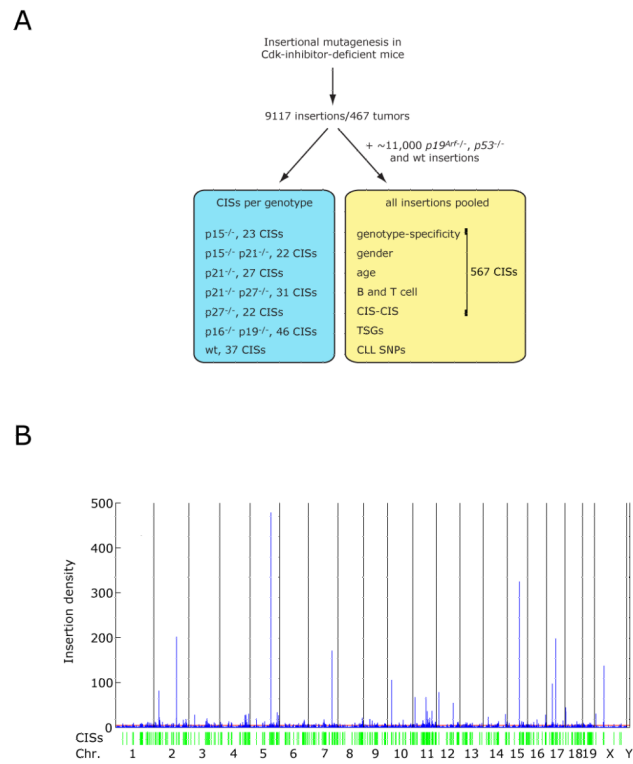 A
Insertional mutagenesis in
Cdk-inhibitor-deficient mice
9117 insertions/467 tumors
+ ~11,000 p19Arf-/-, p53-/-
and wt insertions
CISs per genotype
p15-/-, 23 CISs
p15-/- p21-/-, 22 CISs
p21-/-, 27 CISs
p21-/- p27-/-, 31 CISs
p27-/-, 22 CISs
p16-/- p19-/-, 46 CISs
wt, 37 CISs
all insertions pooled
genotype-specificity
gender
age
B and T cell
CIS-CIS
TSGs
CLL SNPs
567 CISs
B
Insertion density
500
400
300
200
100
0
CISs
Chr. 1 2 3 4 5 6 7 8 9 10 11 12 13 14 15 16 17 18 19 X Y